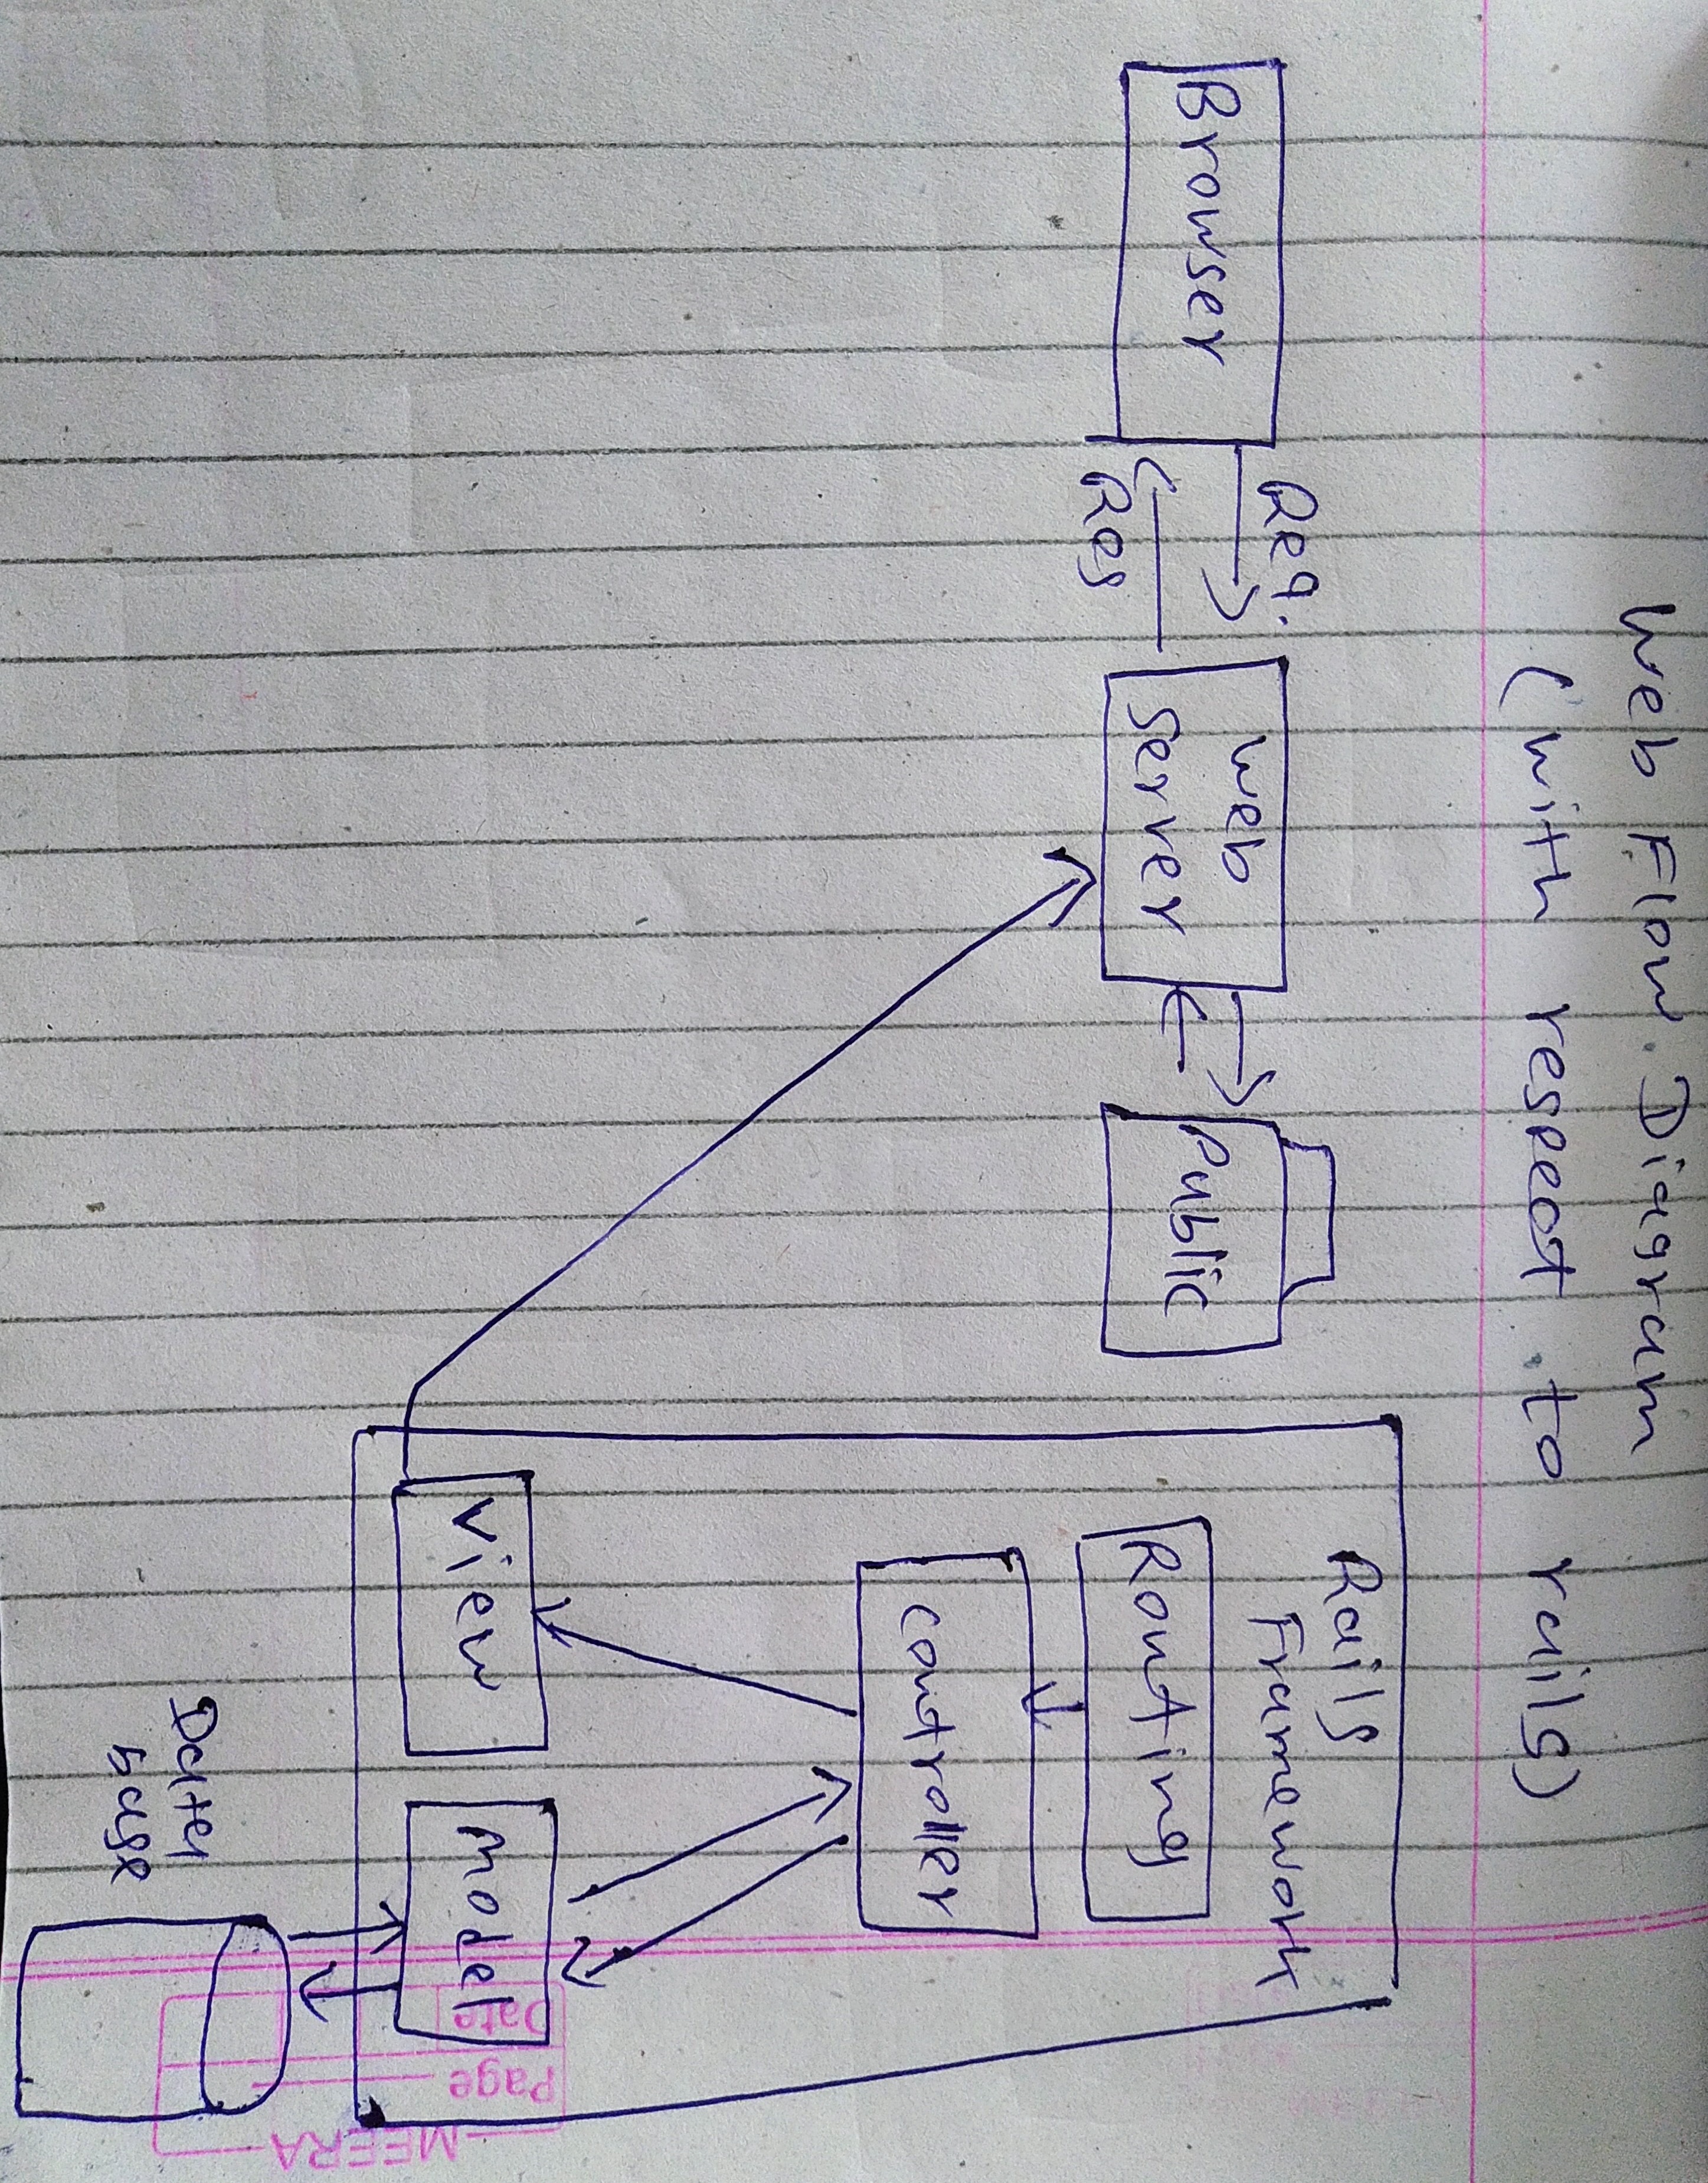 Web Flow Diagram
(with respect to rails)
Browser
Req.
Res
Web
Server
Public
Rails
Framework
Routing
controller
View
Model
Data
base
Date
Page
MEERA